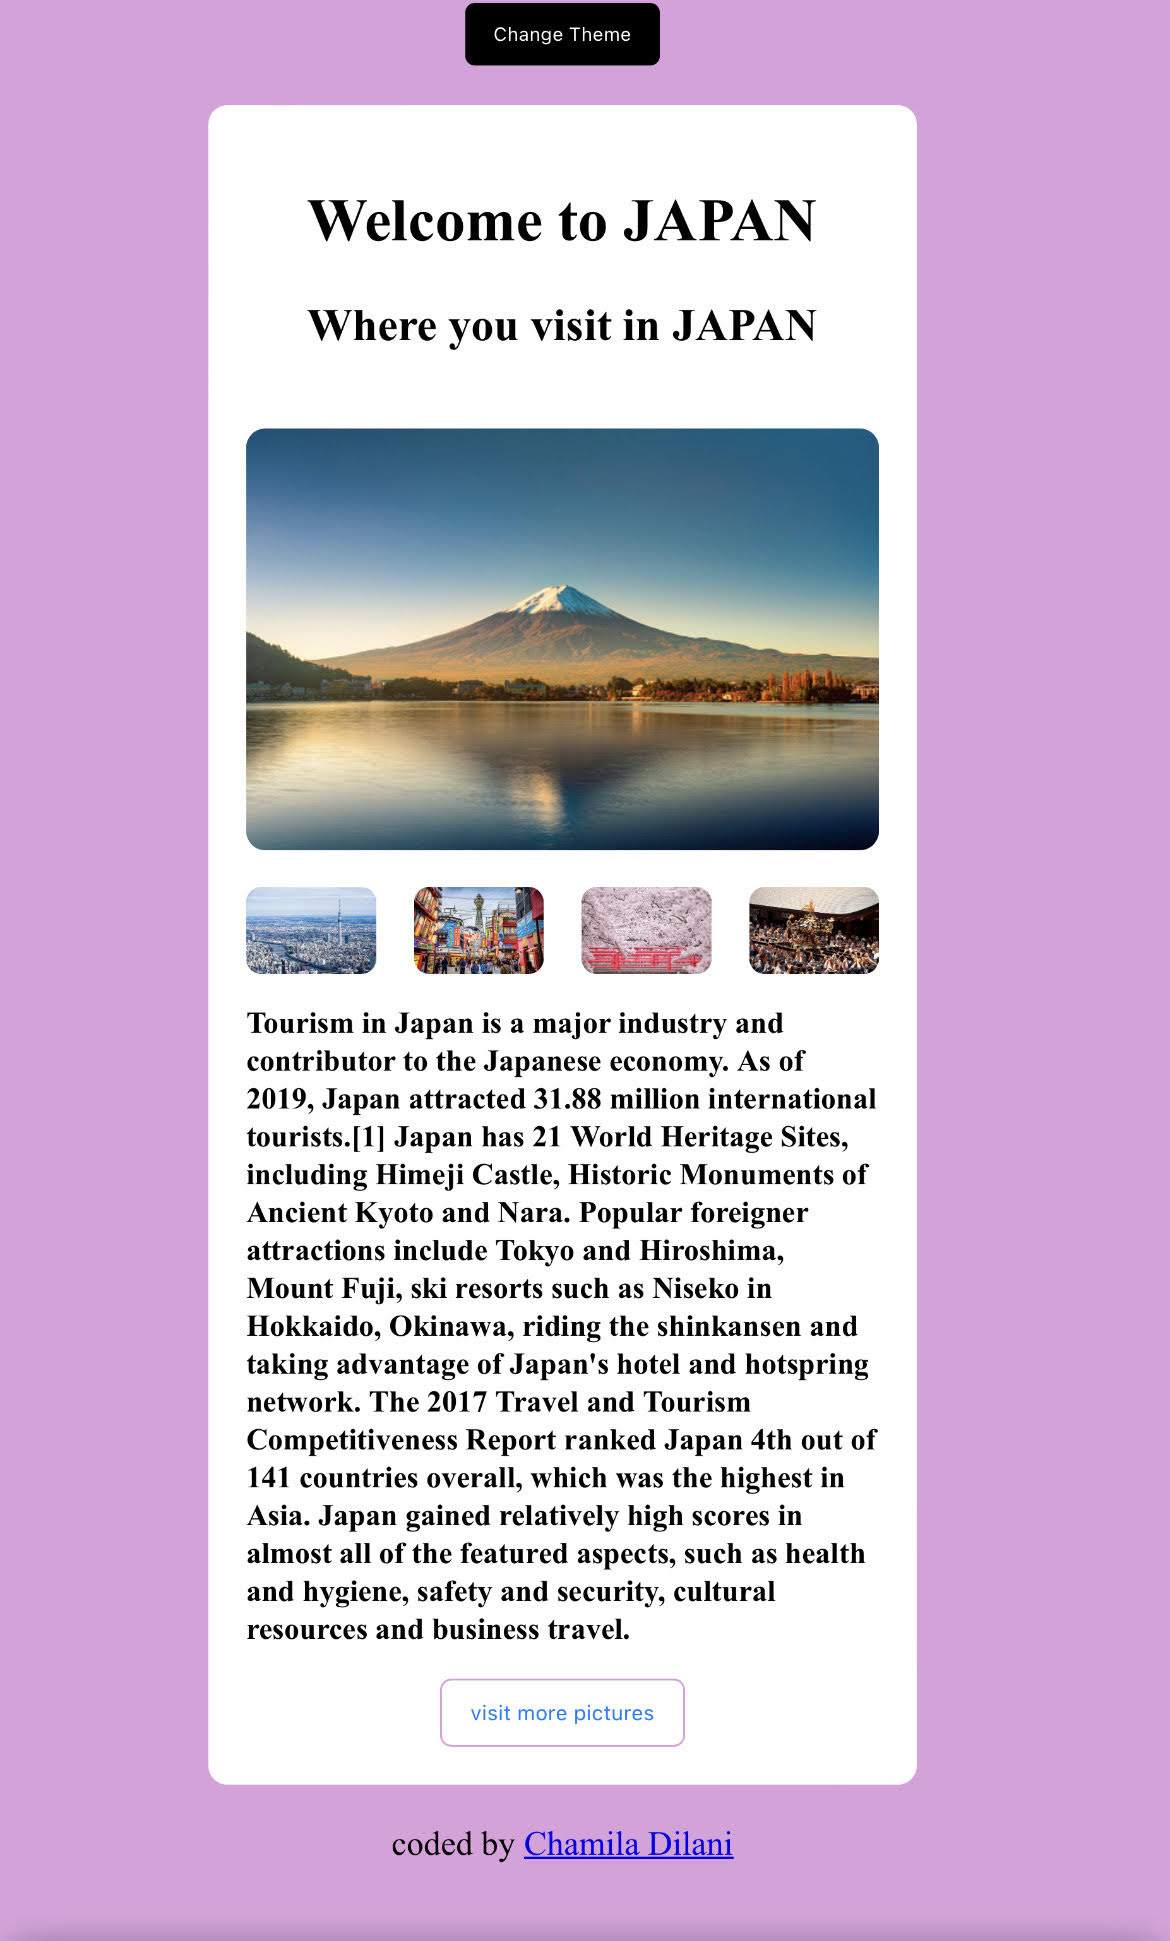 Change Theme
Welcome to JAPAN
Where you visit in JAPAN
Tourism in Japan is a major industry and
contributor to the Japanese economy. As of
2019, Japan attracted 31.88 million international
tourists.[1] Japan has 21 World Heritage Sites,
including Himeji Castle, Historic Monuments of
Ancient Kyoto and Nara. Popular foreigner
attractions include Tokyo and Hiroshima,
Mount Fuji, ski resorts such as Niseko in
Hokkaido, Okinawa, riding the shinkansen and
taking advantage of Japan's hotel and hotspring
network. The 2017 Travel and Tourism
Competitiveness Report ranked Japan 4th out of
141 countries overall, which was the highest in
Asia. Japan gained relatively high scores in
almost all of the featured aspects, such as health
and hygiene, safety and security, cultural
resources and business travel.
visit more pictures
coded by Chamila Dilani